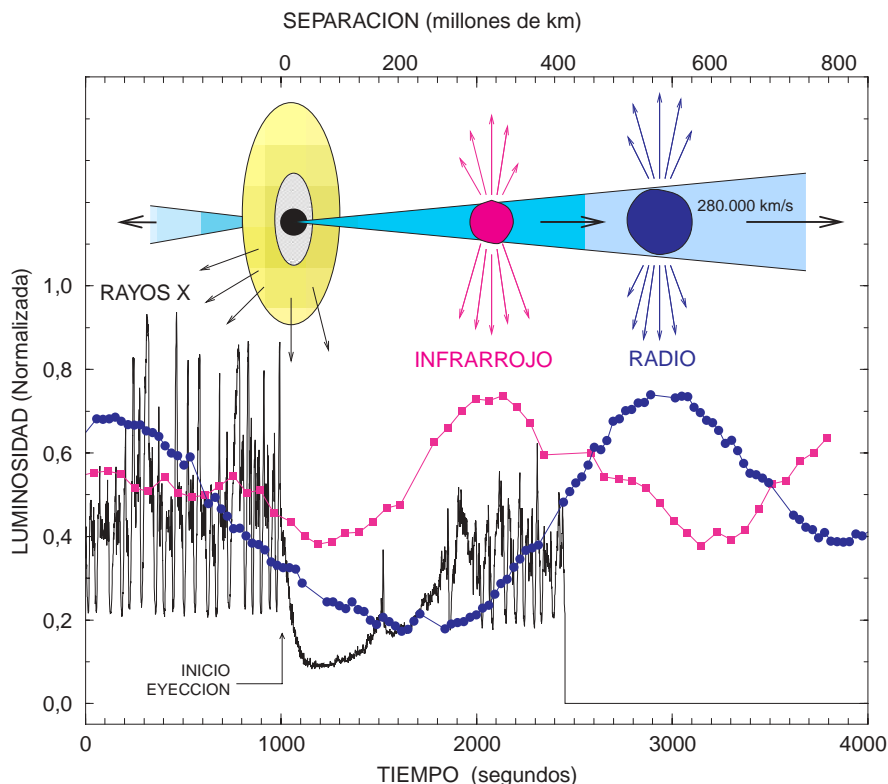 SEPARACION (millones de km)
0 200 400 600 800
280.000 km/s
RAYOS X
INFRARROJO
RADIO
LUMINOSIDAD (Normalizada)
1,0
0,8
0,6
0,4
0,2
0,0
INICIO
EYECCION
0 1000 2000 3000 4000
TIEMPO (segundos)